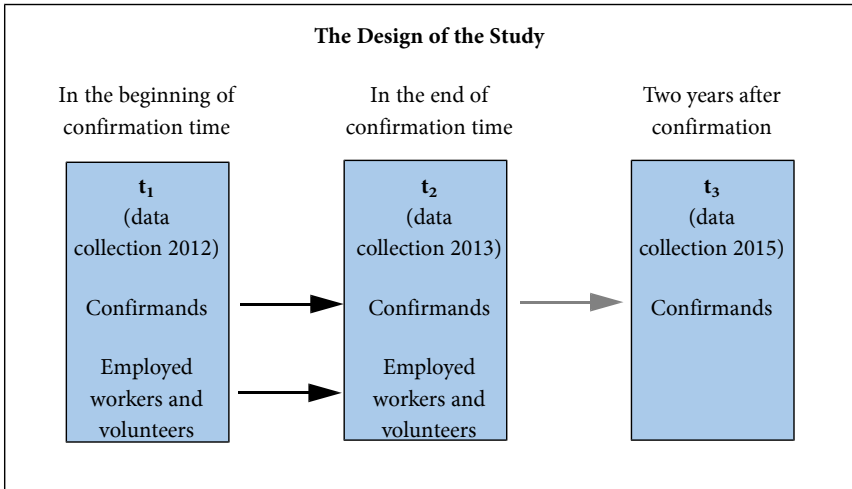 The Design of the Study
In the beginning of
confirmation time
In the end of
confirmation time
Two years after
confirmation
t1
(data
collection 2012)
Confirmands
Employed
workers and
volunteers
t2
(data
collection 2013)
Confirmands
Employed
workers and
volunteers
t3
(data
collection 2015)
Confirmands